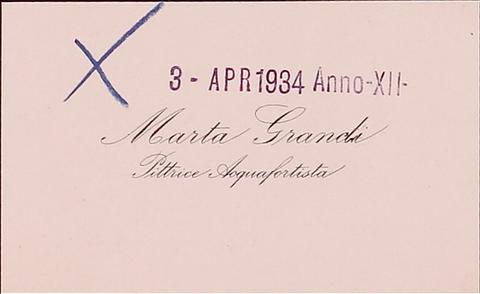 3 - APR 1934 Anno-XII-
Marta Grandi
Pittrice Acquafortista